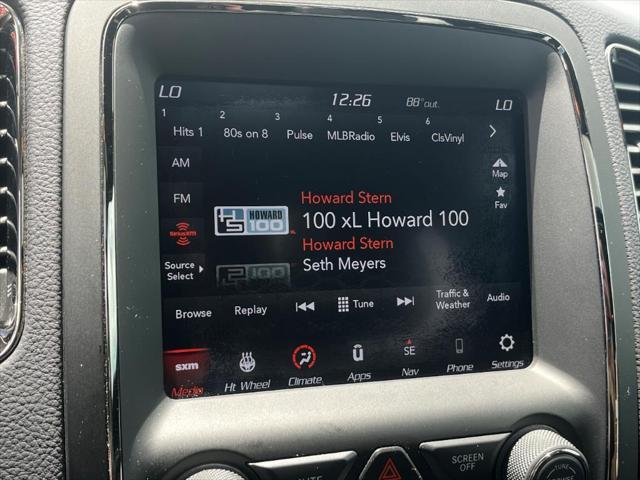 LO 12:26 88°out. LO
1 2 3 4 5 6
Hits 1 80s on 8 Pulse MLBRadio Elvis ClsVinyl
AM
Map
FM
Fav
SiriusXM
Source
Select
HOWARD
100
Howard Stern
100 xL Howard 100
Howard Stern
Seth Meyers
Browse Replay Tune Traffic &
Weather Audio
sxm SE
Media Ht Wheel Climate Apps Nav Phone Settings
SCREEN
OFF